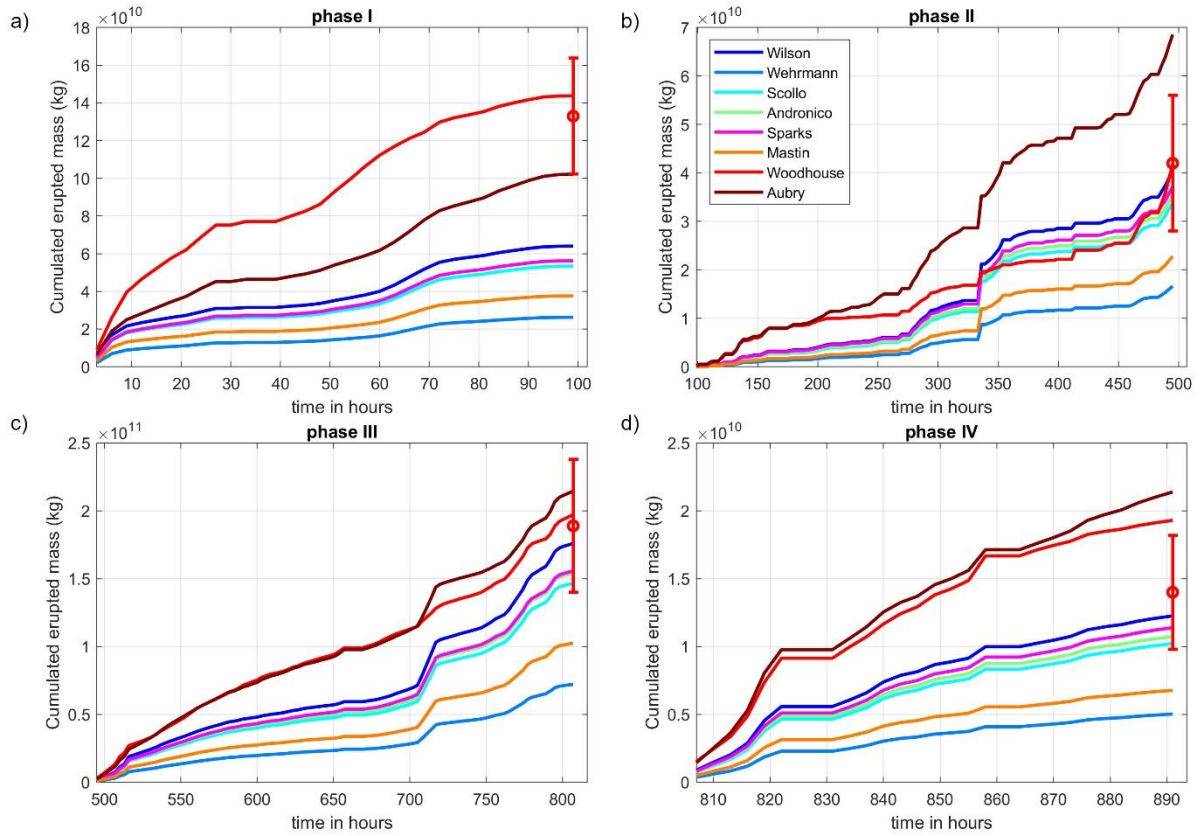 a)
phase I
×10^10
Cumulated erupted mass (kg)
18
16
14
12
10
8
6
4
2
0
10 20 30 40 50 60 70 80 90 100
time in hours
b)
phase II
×10^10
Cumulated erupted mass (kg)
7
6
5
4
3
2
1
0
Wilson
Wehrmann
Scollo
Andronico
Sparks
Mastin
Woodhouse
Aubry
100 150 200 250 300 350 400 450 500
time in hours
c)
phase III
×10^11
Cumulated erupted mass (kg)
2.5
2
1.5
1
0.5
0
500 550 600 650 700 750 800
time in hours
d)
phase IV
×10^10
Cumulated erupted mass (kg)
2.5
2
1.5
1
0.5
0
810 820 830 840 850 860 870 880 890
time in hours